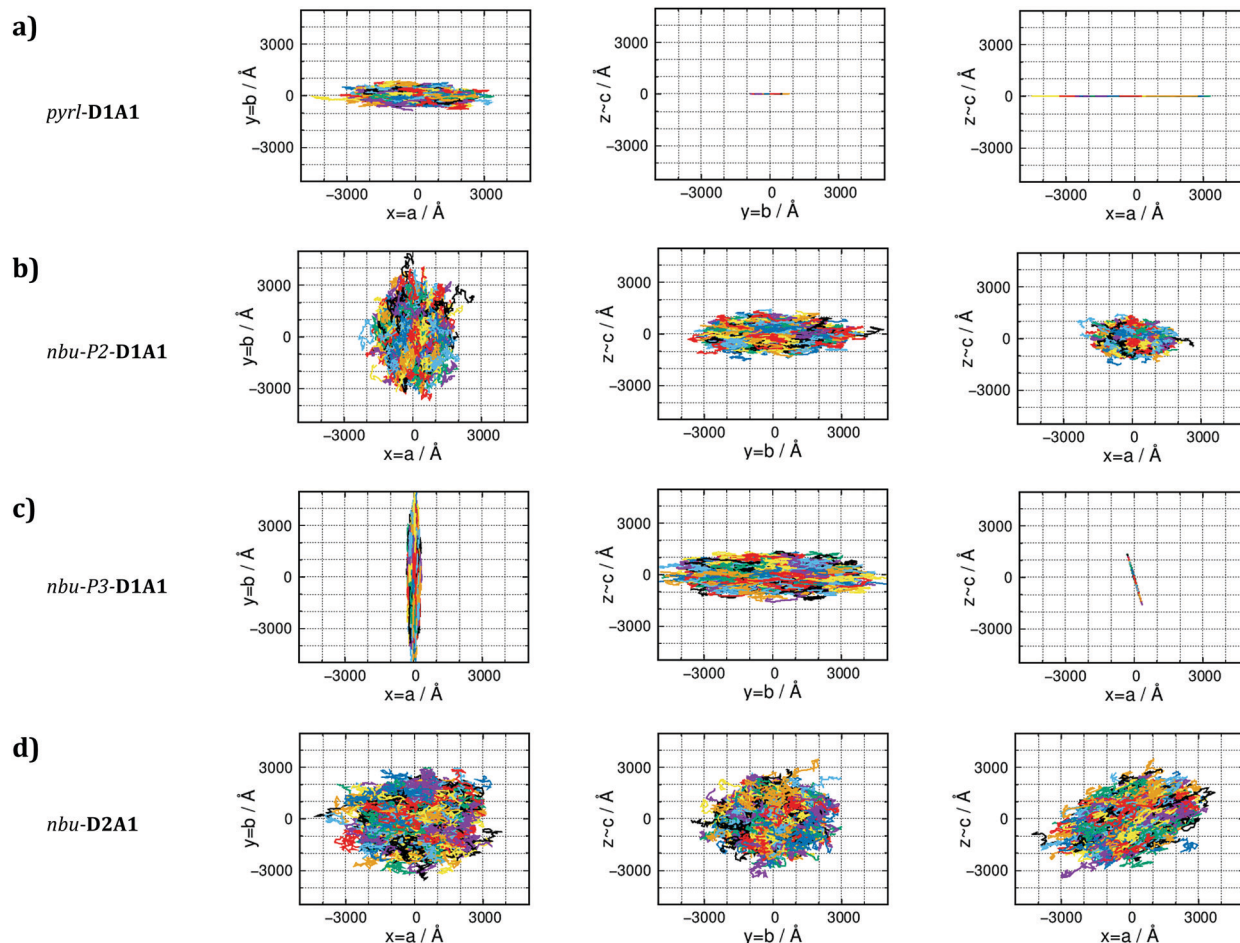 a)
pyrl-D1A1
3000
0
−3000
y=b / Å
−3000 0 3000
x=a / Å
3000
0
−3000
z~c / Å
−3000 0 3000
y=b / Å
3000
0
−3000
z~c / Å
−3000 0 3000
x=a / Å
b)
nbu-P2-D1A1
3000
0
−3000
y=b / Å
−3000 0 3000
x=a / Å
3000
0
−3000
z~c / Å
−3000 0 3000
y=b / Å
3000
0
−3000
z~c / Å
−3000 0 3000
x=a / Å
c)
nbu-P3-D1A1
3000
0
−3000
y=b / Å
−3000 0 3000
x=a / Å
3000
0
−3000
z~c / Å
−3000 0 3000
y=b / Å
3000
0
−3000
z~c / Å
−3000 0 3000
x=a / Å
d)
nbu-D2A1
3000
0
−3000
y=b / Å
−3000 0 3000
x=a / Å
3000
0
−3000
z~c / Å
−3000 0 3000
y=b / Å
3000
0
−3000
z~c / Å
−3000 0 3000
x=a / Å